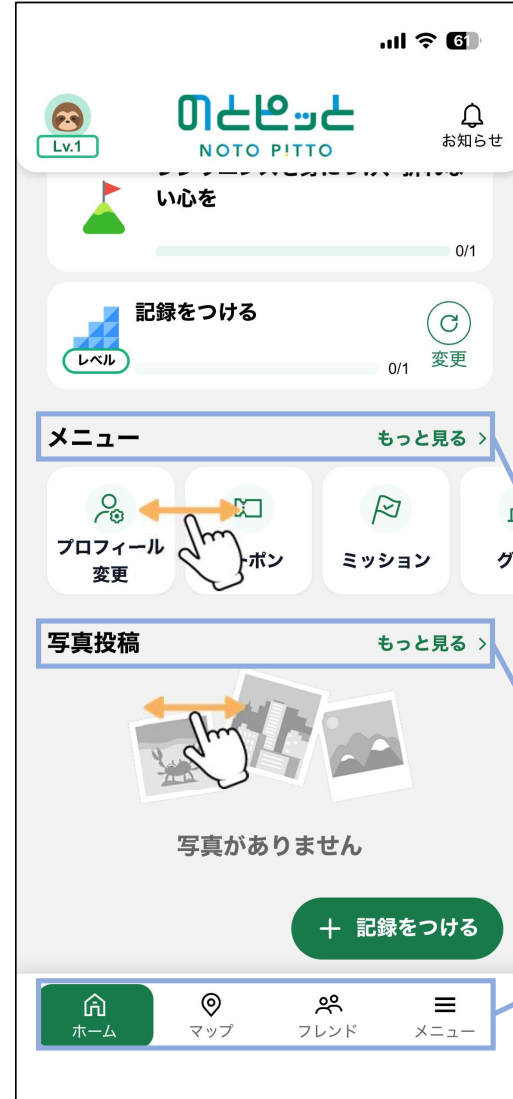 61
Lv.1
のとピッと
NOTO P!TTO
お知らせ
い心を
0/1
記録をつける
レベル
0/1
変更
メニュー
もっと見る >
プロフィール
変更
ーポン
ミッション
グ
写真投稿
もっと見る >
写真がありません
+ 記録をつける
ホーム
マップ
フレンド
メニュー